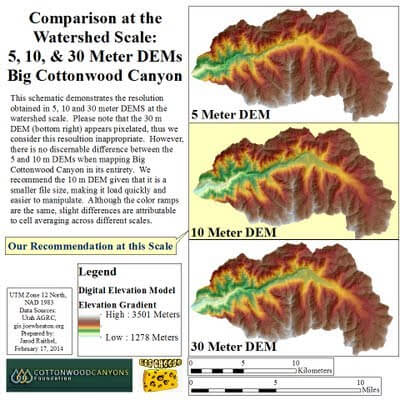 Comparison at the
Watershed Scale:
5, 10, & 30 Meter DEMs
Big Cottonwood Canyon
This schematic demonstrates the resolution
obtained in 5, 10 and 30 meter DEMS at the
watershed scale. Please note that the 30 m
DEM (bottom right) appears pixelated, thus we
consider this resoultion inappropriate. However,
there is no discernable difference between the
5 and 10 m DEMs when mapping Big
Cottonwood Canyon in its entirety. We
recommend the 10 m DEM given that it is a
smaller file size, making it load quickly and
easier to manipulate. Although the color ramps
are the same, slight differences are attributable
to cell averaging across different scales.
Our Recommendation at this Scale
5 Meter DEM
10 Meter DEM
30 Meter DEM
UTM Zone 12 North,
NAD 1983
Data Sources:
Utah AGRC,
gis.joewheaton.org
Prepared by:
Jarod Raithel,
February 17, 2014
Legend
Digital Elevation Model
Elevation Gradient
High : 3501 Meters
Low : 1278 Meters
COTTONWOODCANYONS
Foundation
0 5 10
Kilometers
0 5 10
Miles